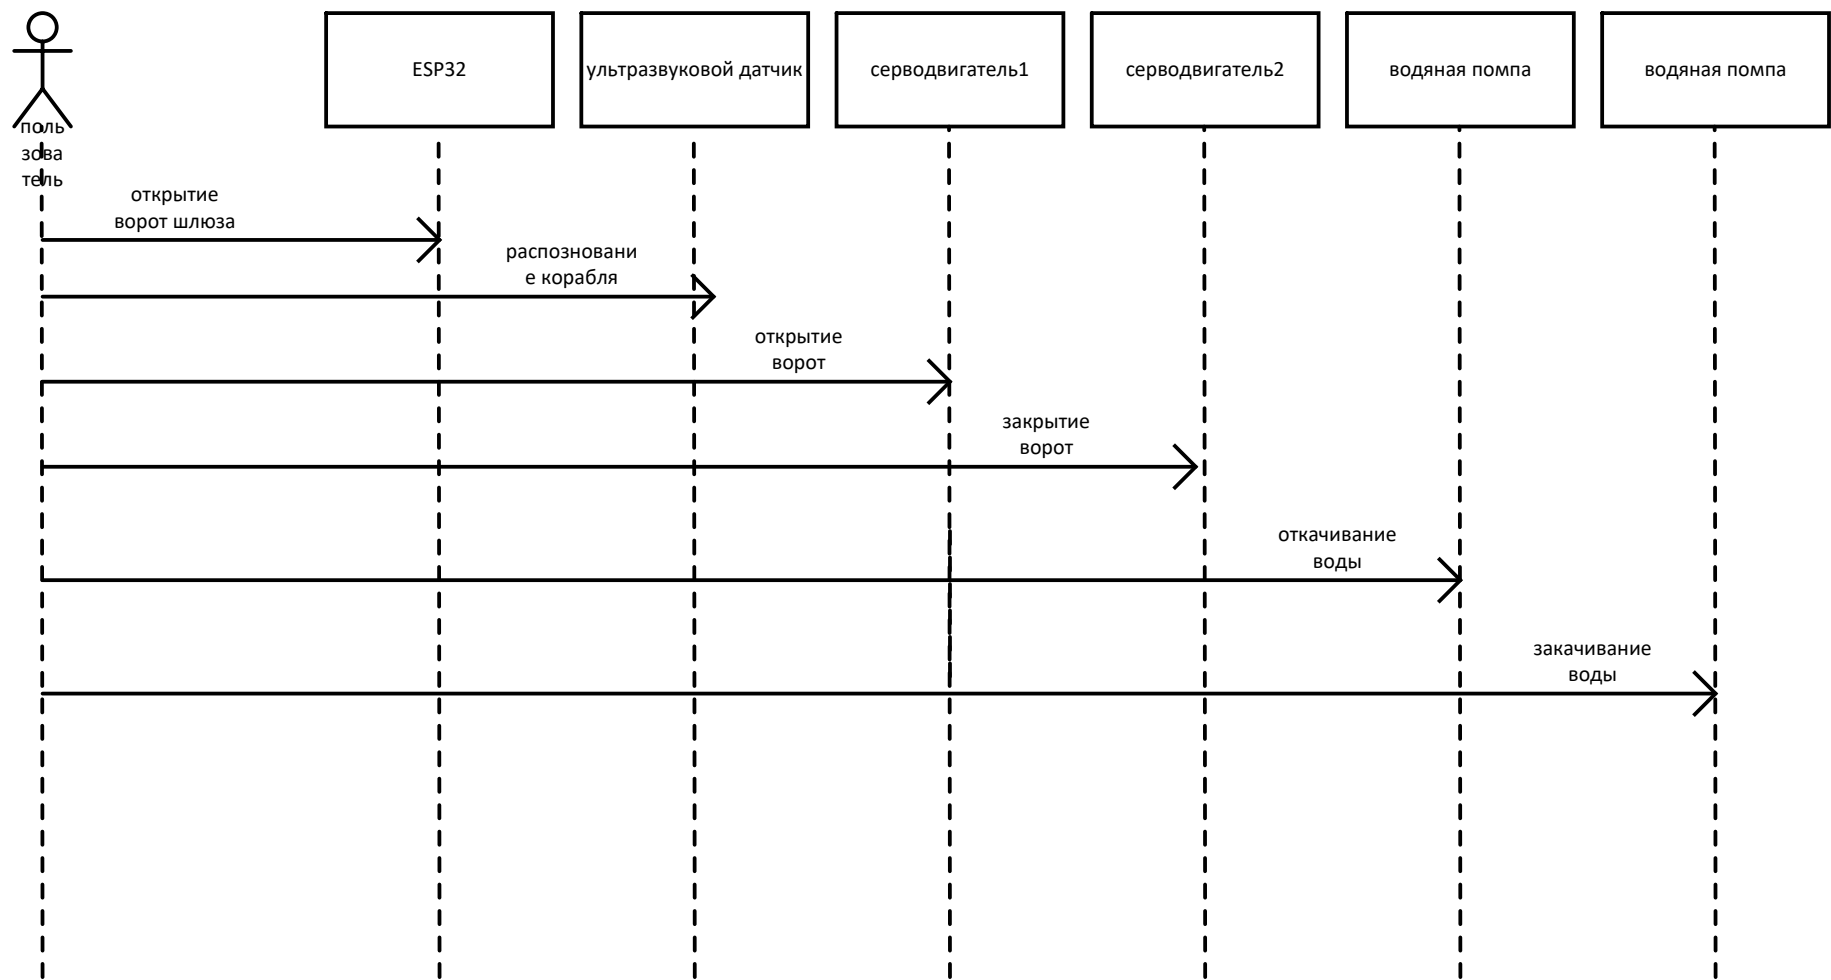 ESP32
ультразвуковой датчик
серводвигатель1
серводвигатель2
водяная помпа
водяная помпа
поль
зова
тель
открытие
ворот шлюза
распозновани
е корабля
открытие
ворот
закрытие
ворот
откачивание
воды
закачивание
воды